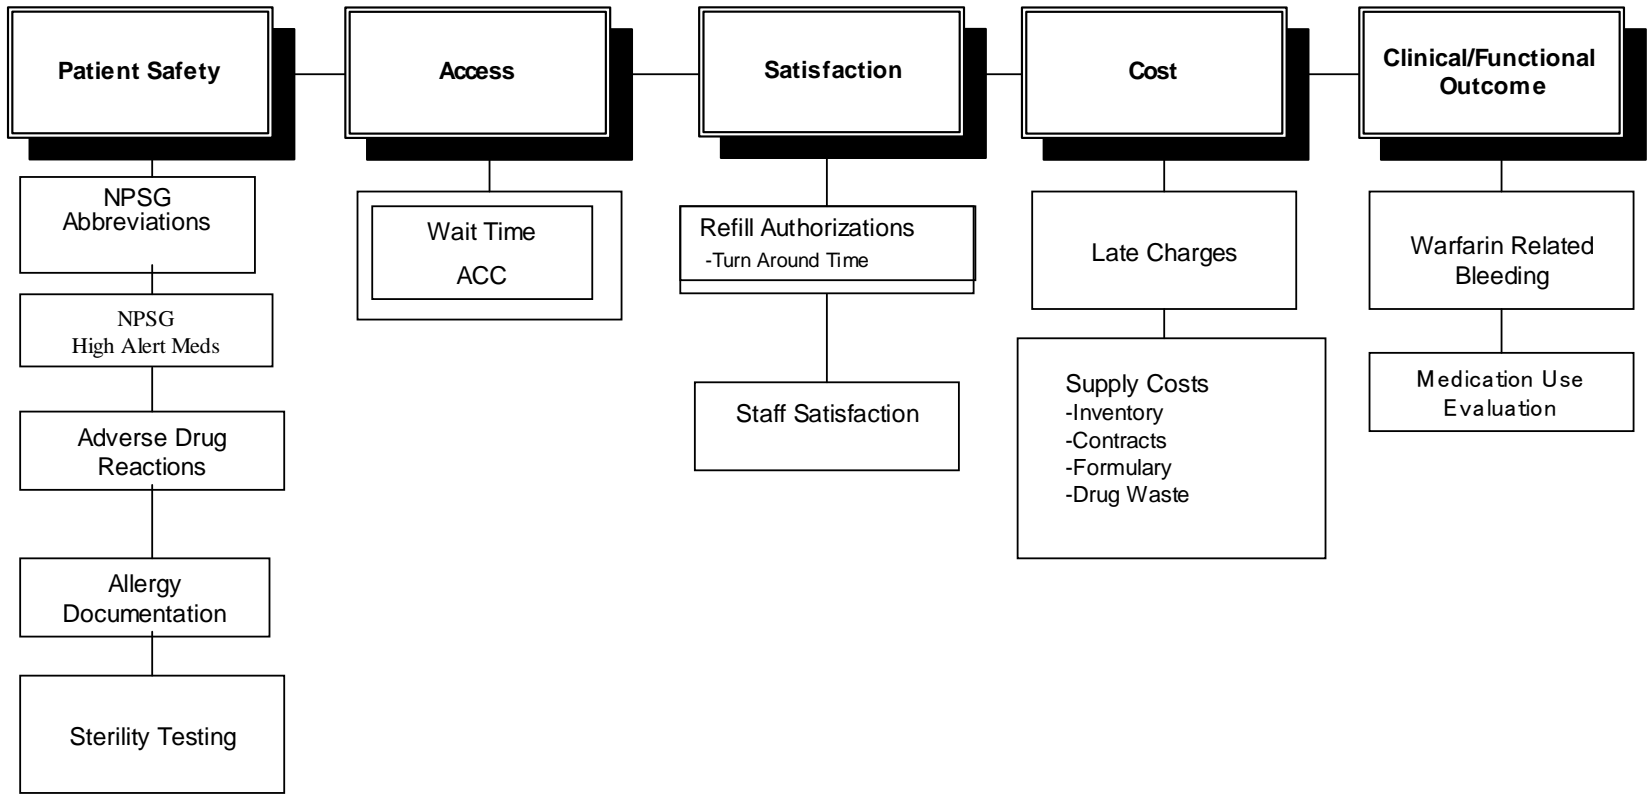 Patient Safety
Access
Satisfaction
Cost
Clinical/Functional
Outcome
NPSG
Abbreviations
NPSG
High Alert Meds
Adverse Drug
Reactions
Allergy
Documentation
Sterility Testing
Wait Time
ACC
Refill Authorizations
-Turn Around Time
Staff Satisfaction
Late Charges
Supply Costs
-Inventory
-Contracts
-Formulary
-Drug Waste
Warfarin Related
Bleeding
Medication Use
Evaluation